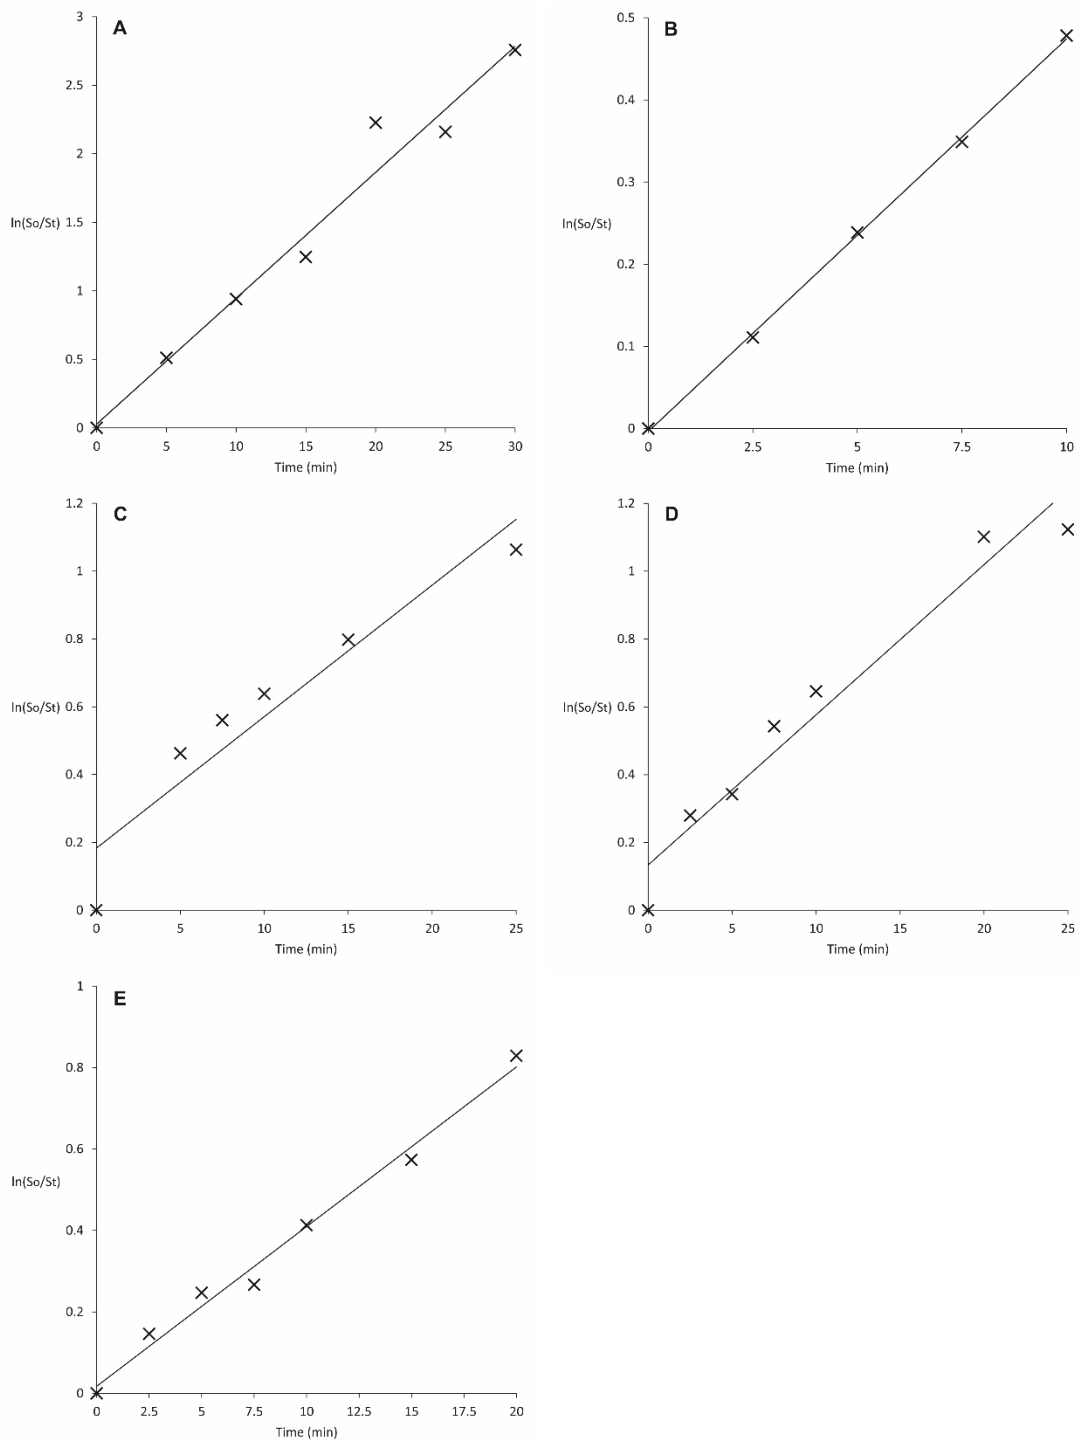 A
3
2.5
2
ln(So/St) 1.5
1
0.5
0
0 5 10 15 20 25 30
Time (min)
B
0.5
0.4
0.3
ln(So/St)
0.2
0.1
0
0 2.5 5 7.5 10
Time (min)
C
1.2
1
0.8
ln(So/St) 0.6
0.4
0.2
0
0 5 10 15 20 25
Time (min)
D
1.2
1
0.8
ln(So/St) 0.6
0.4
0.2
0
0 5 10 15 20 25
Time (min)
E
1
0.8
0.6
ln(So/St)
0.4
0.2
0
0 2.5 5 7.5 10 12.5 15 17.5 20
Time (min)